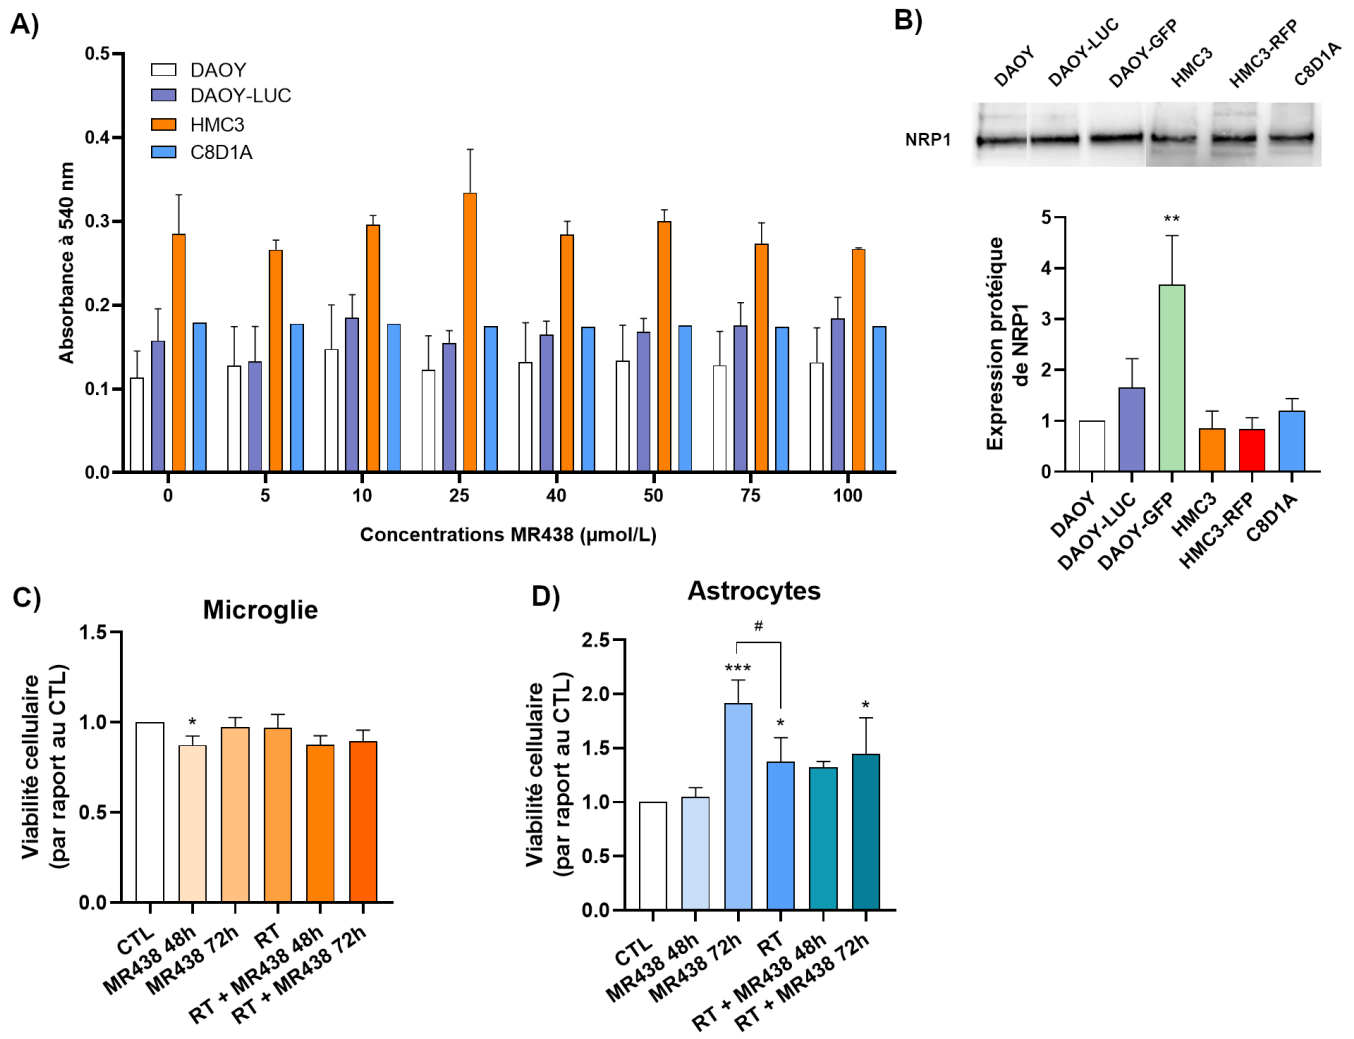 A)
0.5
0.4
0.3
0.2
0.1
0.0
Absorbance à 540 nm
DAOY
DAOY-LUC
HMC3
C8D1A
0 5 10 25 40 50 75 100
Concentrations MR438 (µmol/L)
B)
DAOY DAOY-LUC DAOY-GFP HMC3 HMC3-RFP C8D1A
NRP1
Expression protéique
de NRP1
5
4
3
2
1
0
**
DAOY DAOY-LUC DAOY-GFP HMC3 HMC3-RFP C8D1A
C)
Microglie
Viabilité cellulaire
(par raport au CTL)
1.5
1.0
0.5
0.0
*
CTL MR438 48h MR438 72h RT RT + MR438 48h RT + MR438 72h
D)
Astrocytes
Viabilité cellulaire
(par raport au CTL)
2.5
2.0
1.5
1.0
0.5
0.0
#
*** * *
CTL MR438 48h MR438 72h RT RT + MR438 48h RT + MR438 72h